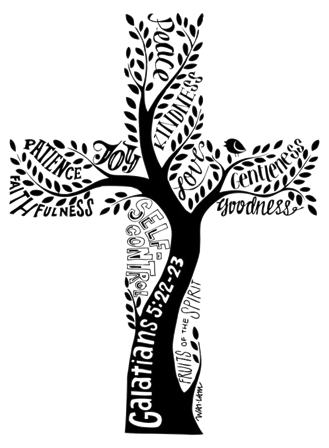 Peace
KINDNESS
PATIENCE
Joy
Love
Gentleness
FAITHFULNESS
Goodness
SELF-
CONTROL
Galatians 5:22-23
FRUITS OF THE SPIRIT